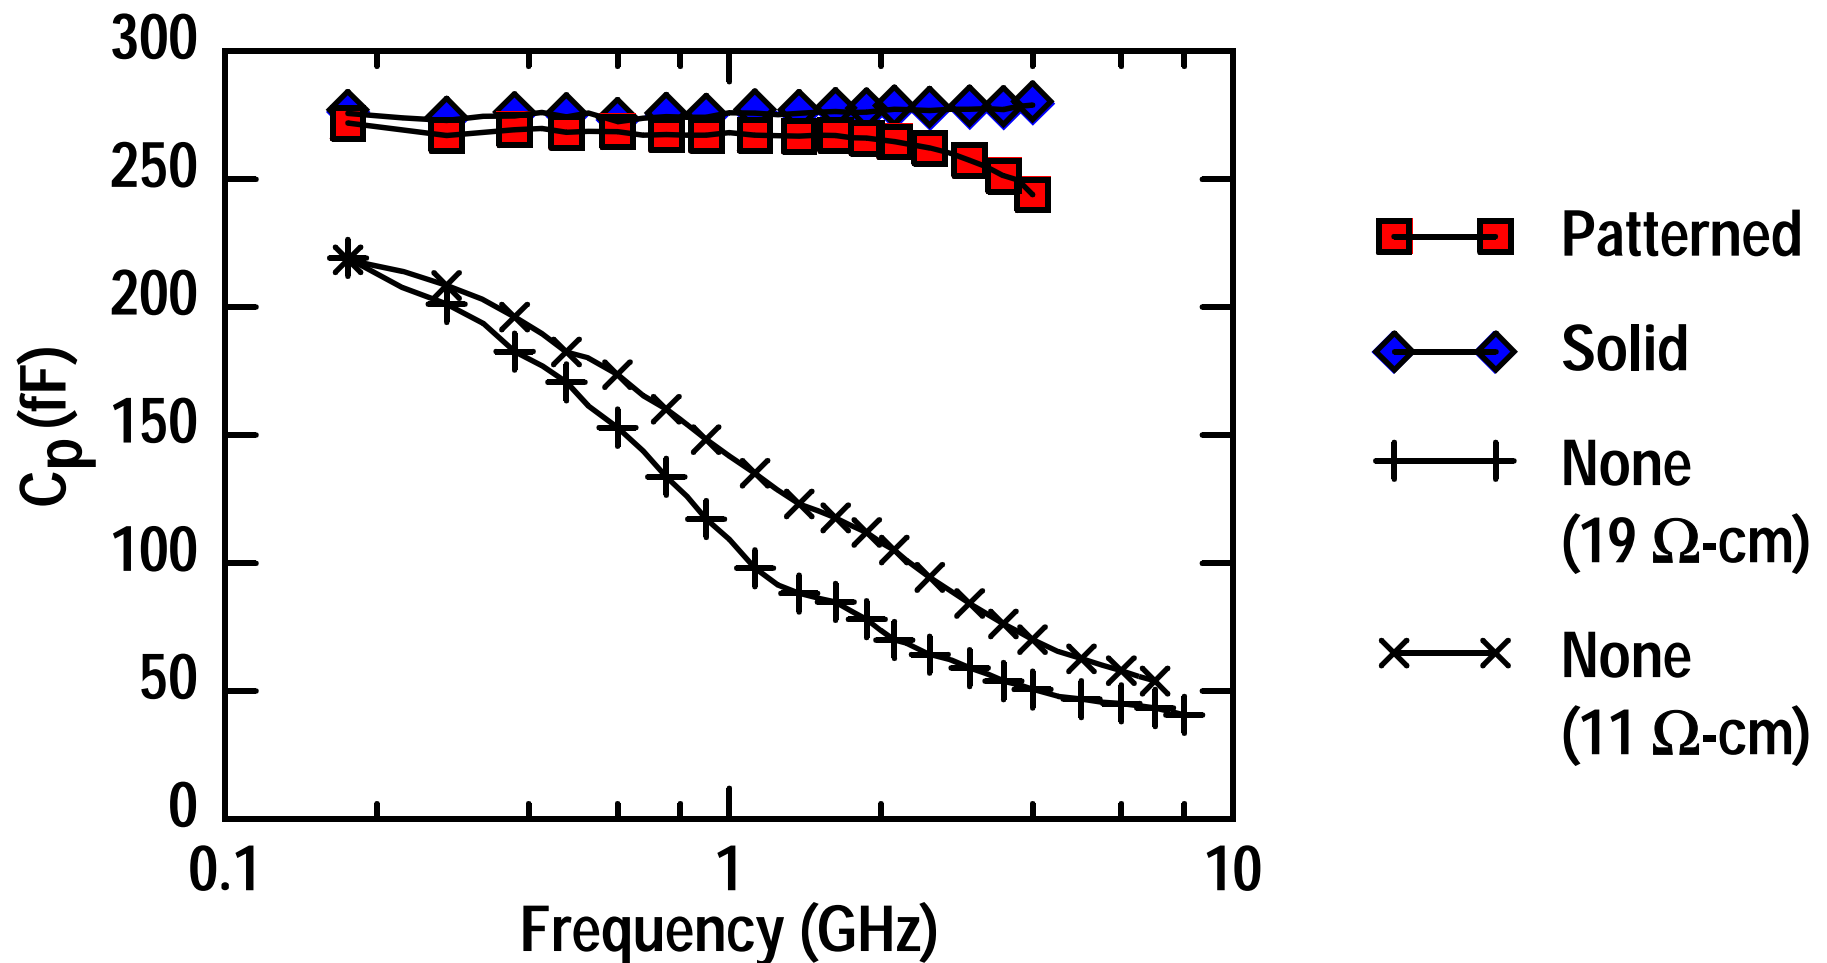 300
250
200
150
100
50
0
Cp (fF)
0.1
1
10
Frequency (GHz)
Patterned
Solid
None
(19 Ω-cm)
None
(11 Ω-cm)